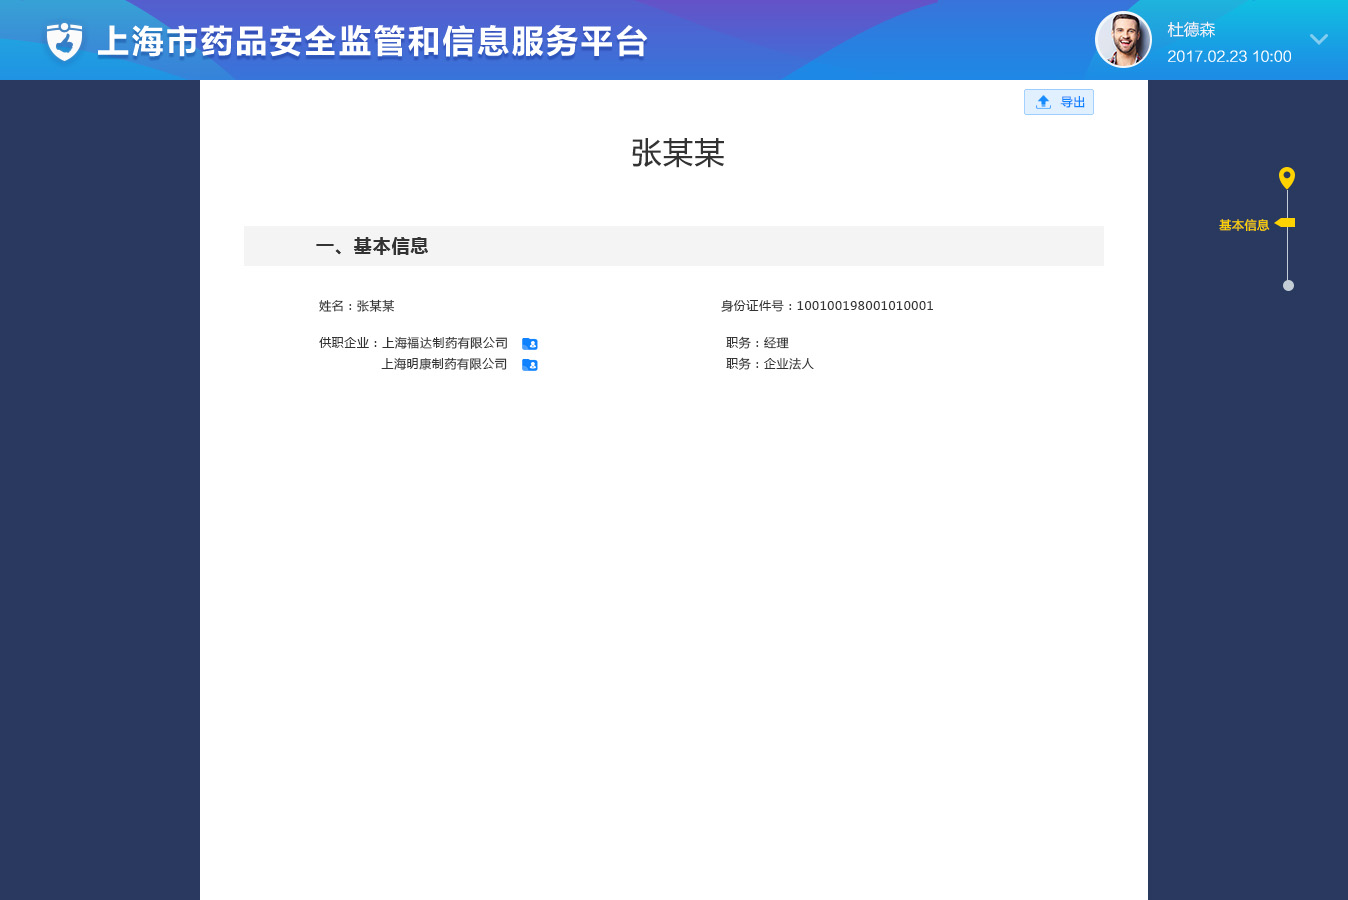 上海市药品安全监管和信息服务平台
杜德森
2017.02.23 10:00
导出
张某某
基本信息
一、基本信息
姓名：张某某 身份证件号：100100198001010001
供职企业：上海福达制药有限公司 职务：经理
上海明康制药有限公司 职务：企业法人